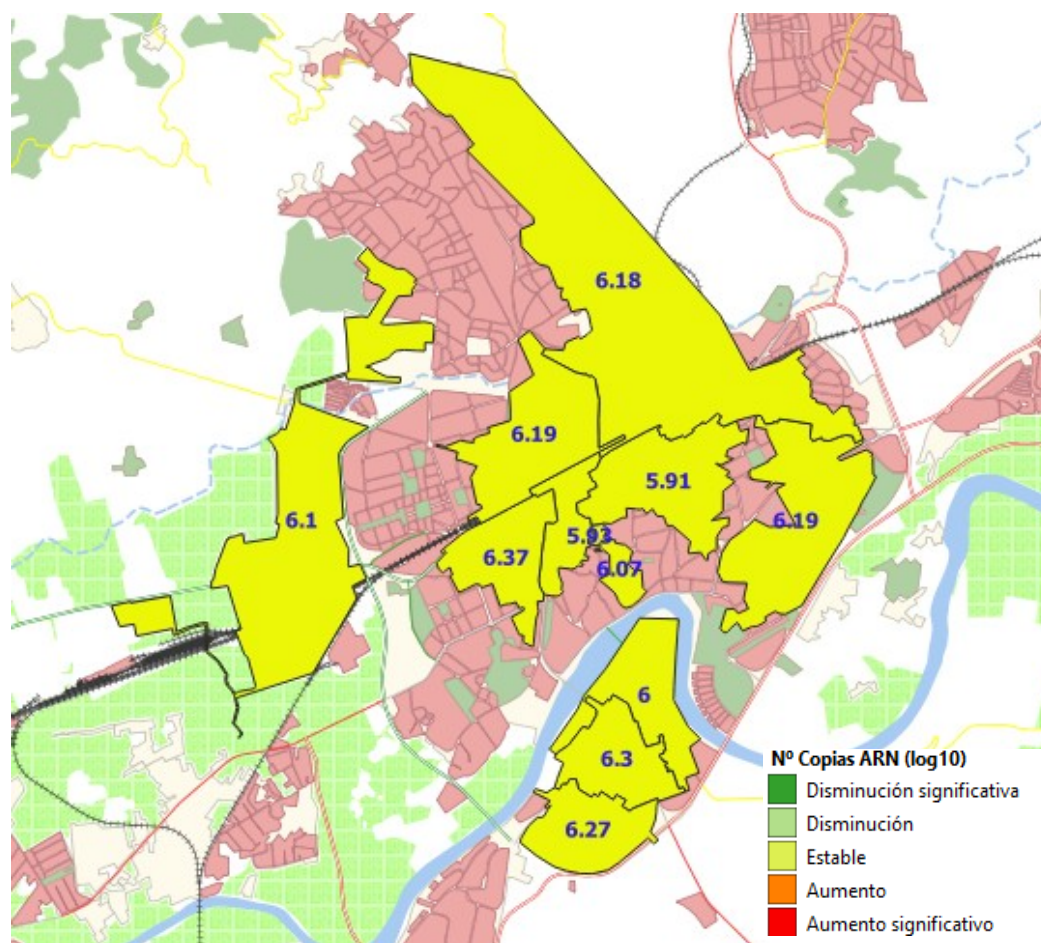 6.18
6.19
5.91
6.1
6.19
5.93
6.37
6.07
6
6.3
6.27
Nº Copias ARN (log10)
Disminución significativa
Disminución
Estable
Aumento
Aumento significativo